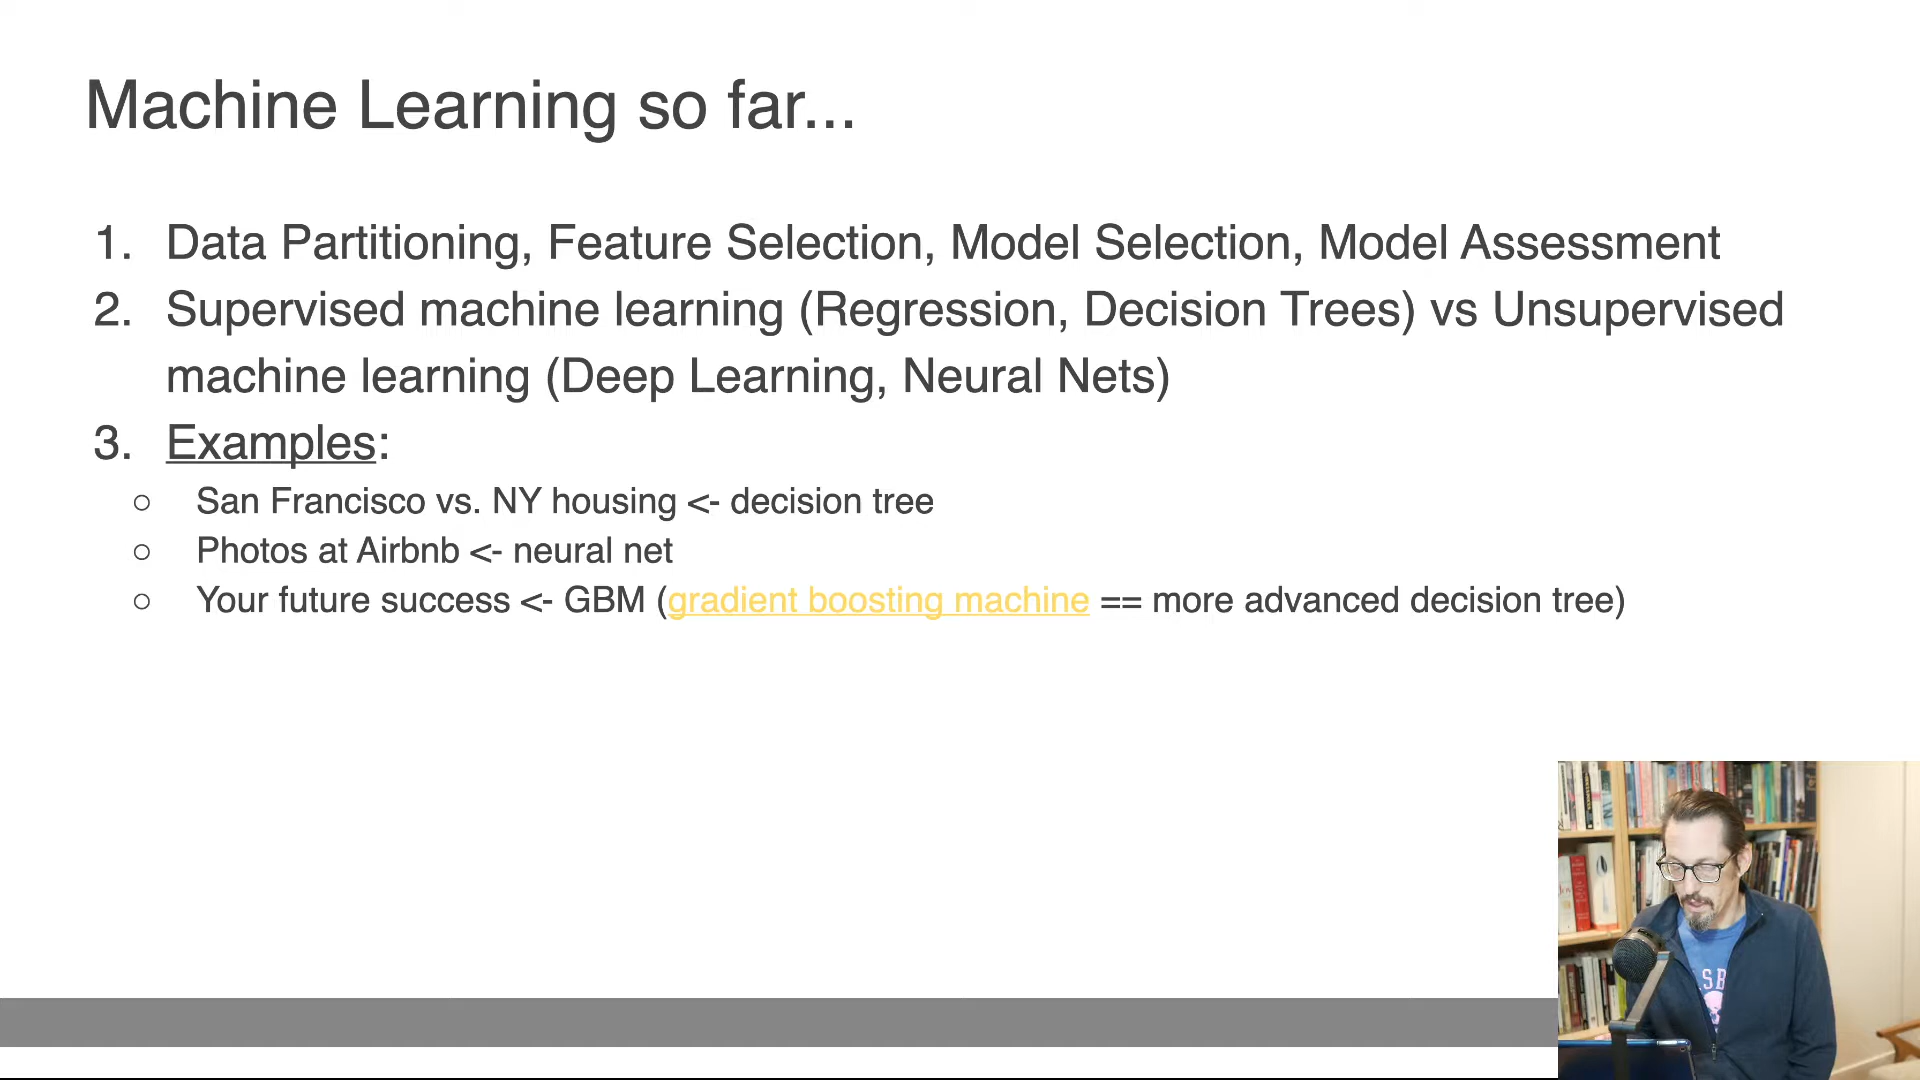 Machine Learning so far...
1. Data Partitioning, Feature Selection, Model Selection, Model Assessment
2. Supervised machine learning (Regression, Decision Trees) vs Unsupervised
machine learning (Deep Learning, Neural Nets)
3. Examples:
○ San Francisco vs. NY housing <- decision tree
○ Photos at Airbnb <- neural net
○ Your future success <- GBM (gradient boosting machine == more advanced decision tree)